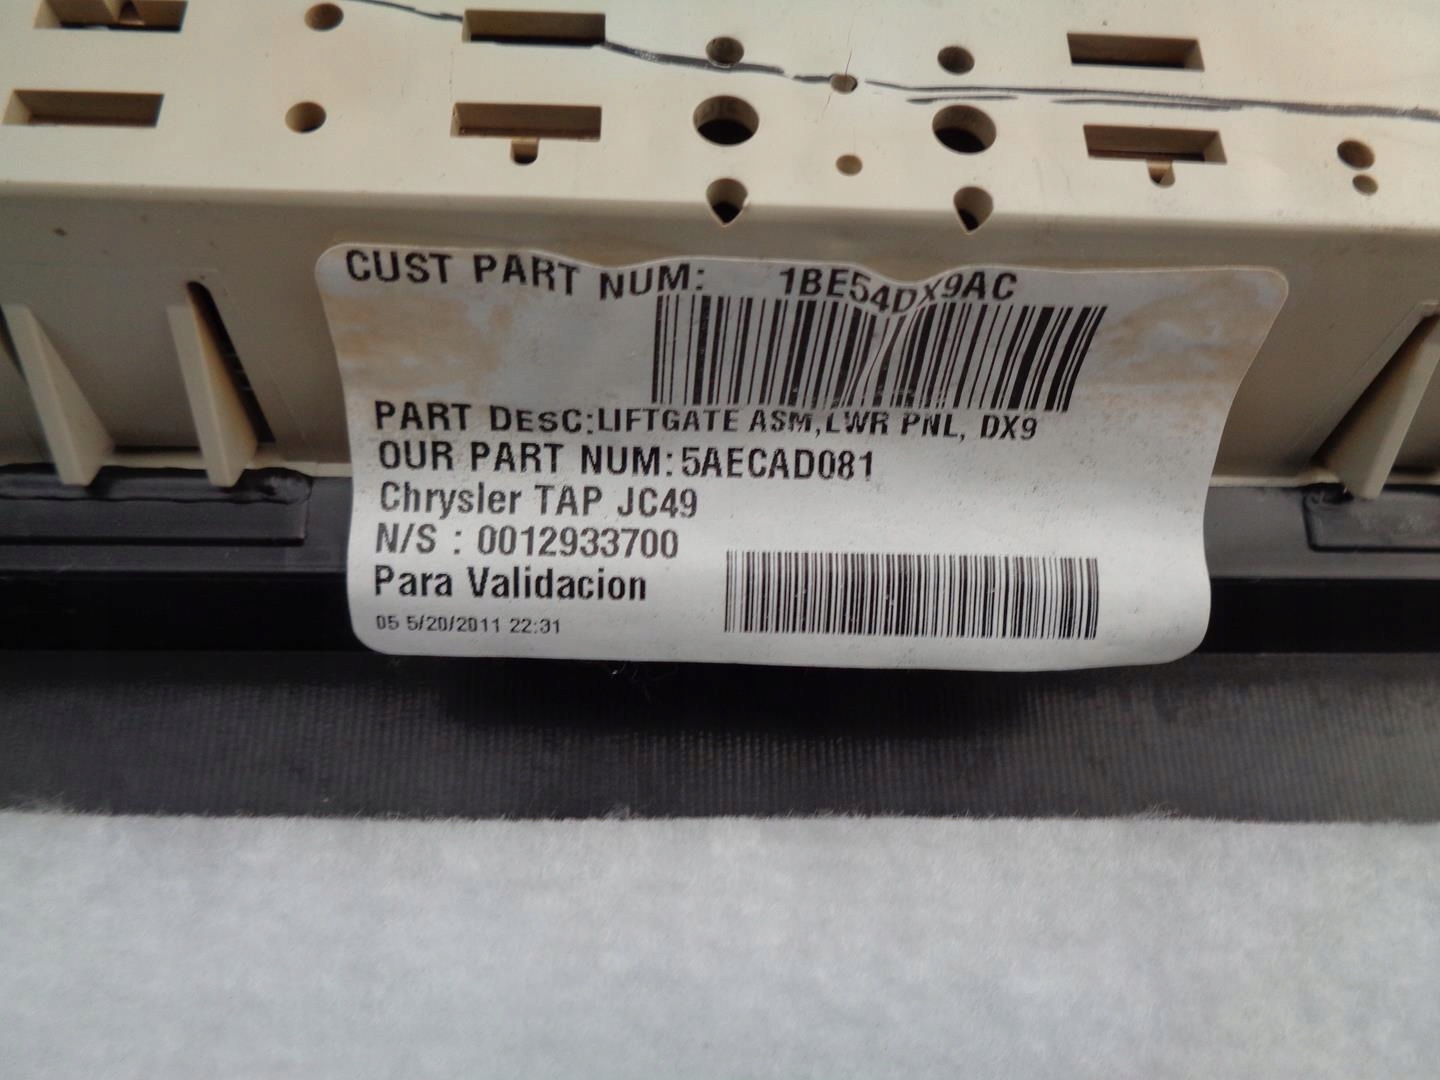 CUST PART NUM: 1BE54DX9AC
PART DESC:LIFTGATE ASM,LWR PNL, DX9
OUR PART NUM:5AECAD081
Chrysler TAP JC49
N/S : 0012933700
Para Validacion
05 5/20/2011 22:31